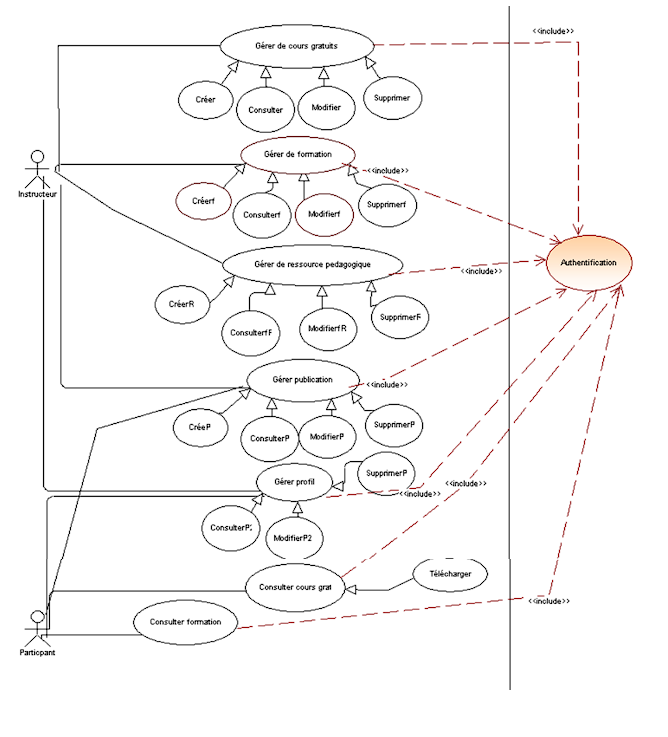 <<include>>
Gérer de cours gratuits
Créer
Consulter
Modifier
Supprimer
Gérer de formation
<<include>>
Instructeur
Créerf
Consulterf
Modifierf
Supprimerf
Gérer de ressource pedagogique
Authentification
<<include>>
CréerR
ConsulterfF
ModifierfR
SupprimerF
Gérer publication
<<include>>
CréeP
ConsulterP
ModifierP
SupprimerP
Gérer profil
SupprimerP
<<include>>
<<include>>
ConsulterP2
ModifierP2
Consulter cours grat
Télécharger
<<include>>
Consulter formation
Particpant